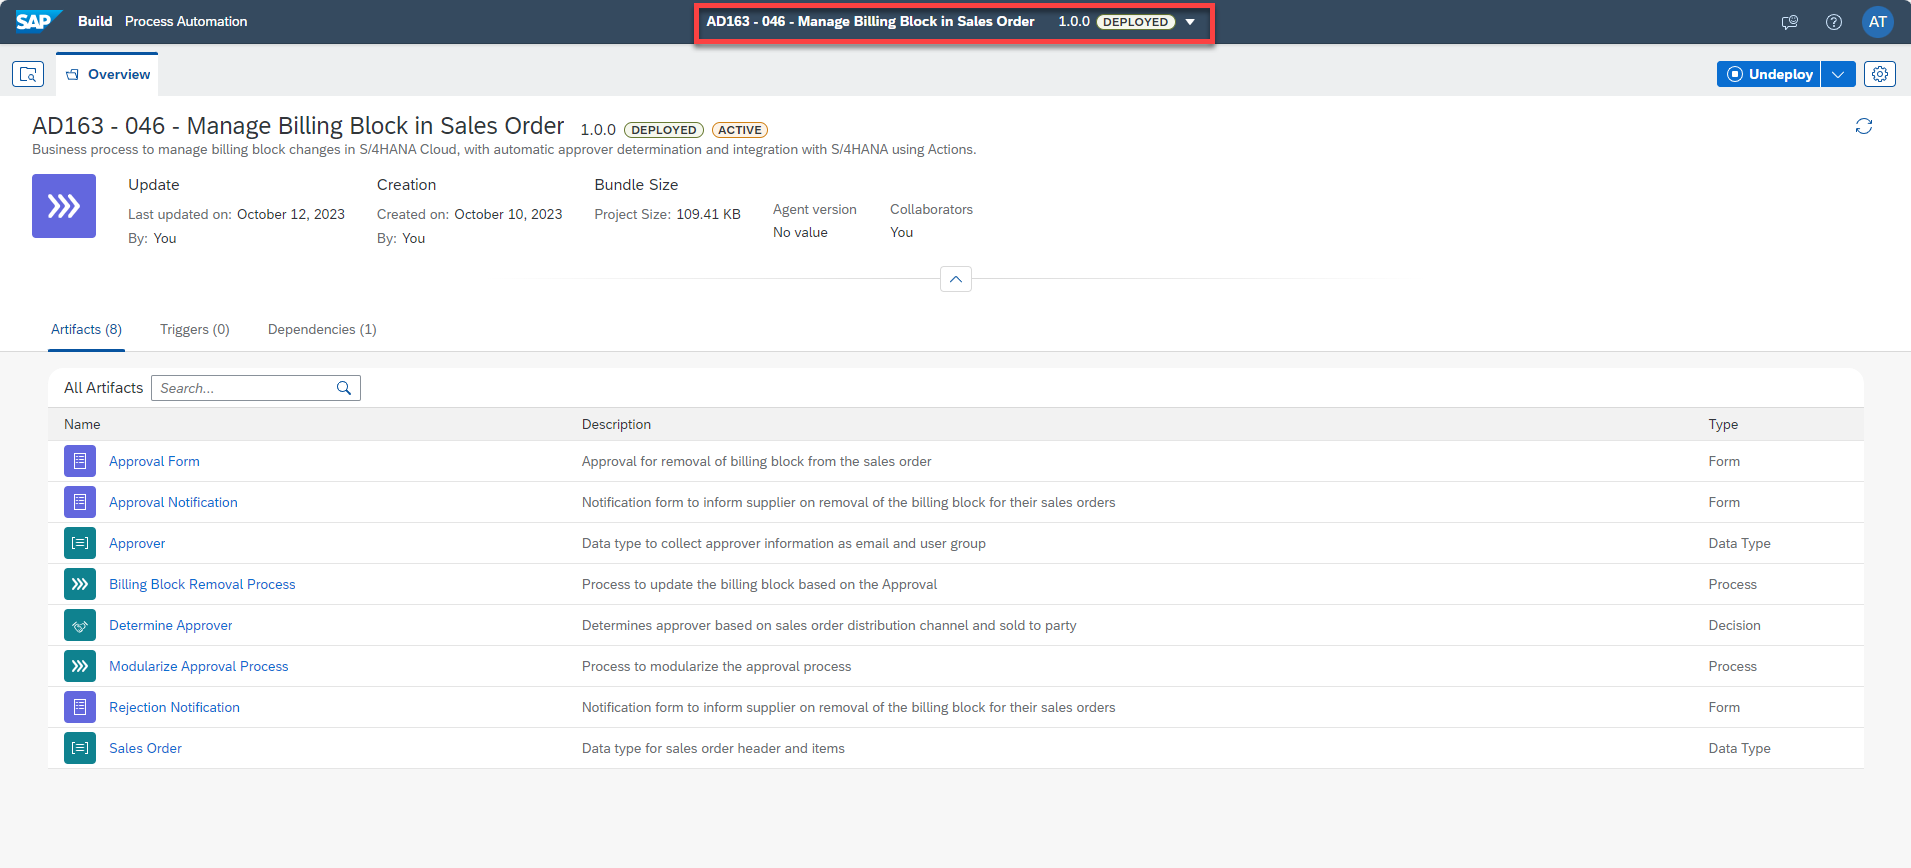 SAP Build Process Automation AD163 - 046 - Manage Billing Block in Sales Order 1.0.0 DEPLOYED AT
Overview Undeploy
AD163 - 046 - Manage Billing Block in Sales Order 1.0.0 DEPLOYED ACTIVE
Business process to manage billing block changes in S/4HANA Cloud, with automatic approver determination and integration with S/4HANA using Actions.
Update Creation Bundle Size
Agent version Collaborators
Last updated on: October 12, 2023 Created on: October 10, 2023 Project Size: 109.41 KB
No value You
By: You By: You
Artifacts (8) Triggers (0) Dependencies (1)
All Artifacts Search...
Name Description Type
Approval Form Approval for removal of billing block from the sales order Form
Approval Notification Notification form to inform supplier on removal of the billing block for their sales orders Form
Approver Data type to collect approver information as email and user group Data Type
Billing Block Removal Process Process to update the billing block based on the Approval Process
Determine Approver Determines approver based on sales order distribution channel and sold to party Decision
Modularize Approval Process Process to modularize the approval process Process
Rejection Notification Notification form to inform supplier on removal of the billing block for their sales orders Form
Sales Order Data type for sales order header and items Data Type